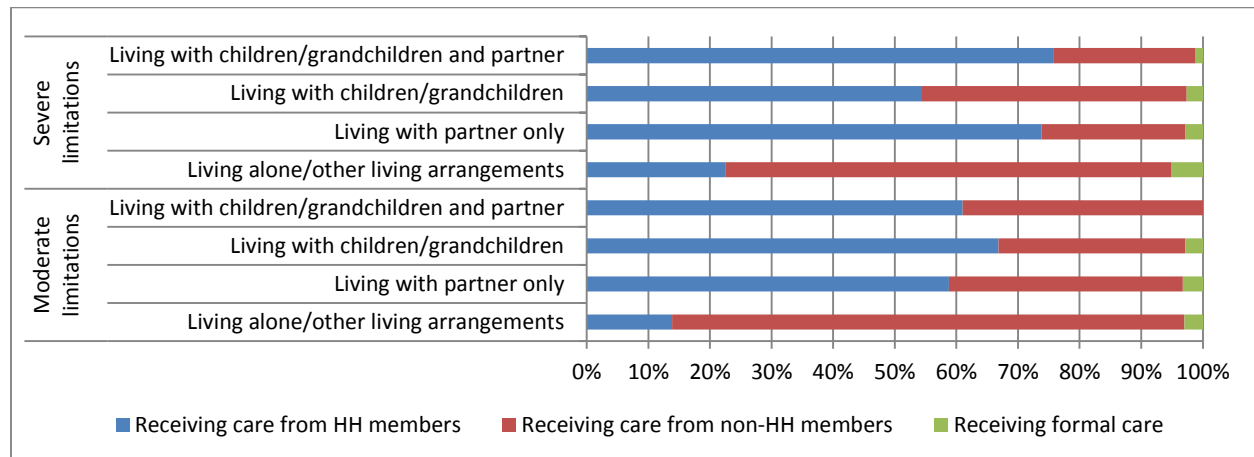 Severe
limitations
Living with children/grandchildren and partner
Living with children/grandchildren
Living with partner only
Living alone/other living arrangements
Moderate
limitations
Living with children/grandchildren and partner
Living with children/grandchildren
Living with partner only
Living alone/other living arrangements
0% 10% 20% 30% 40% 50% 60% 70% 80% 90% 100%
Receiving care from HH members Receiving care from non-HH members Receiving formal care